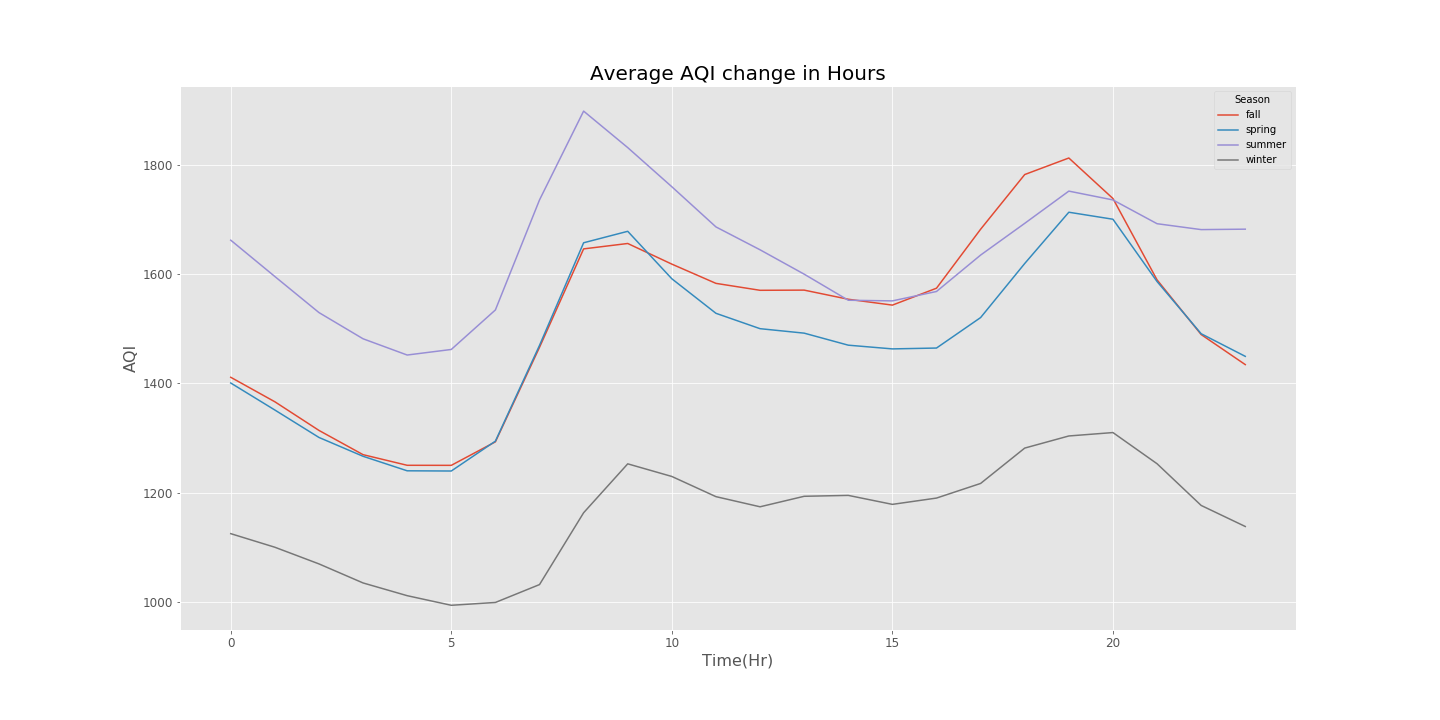 Average AQI change in Hours
Season
fall
spring
summer
winter
AQI
1800
1600
1400
1200
1000
0 5 10 15 20
Time(Hr)